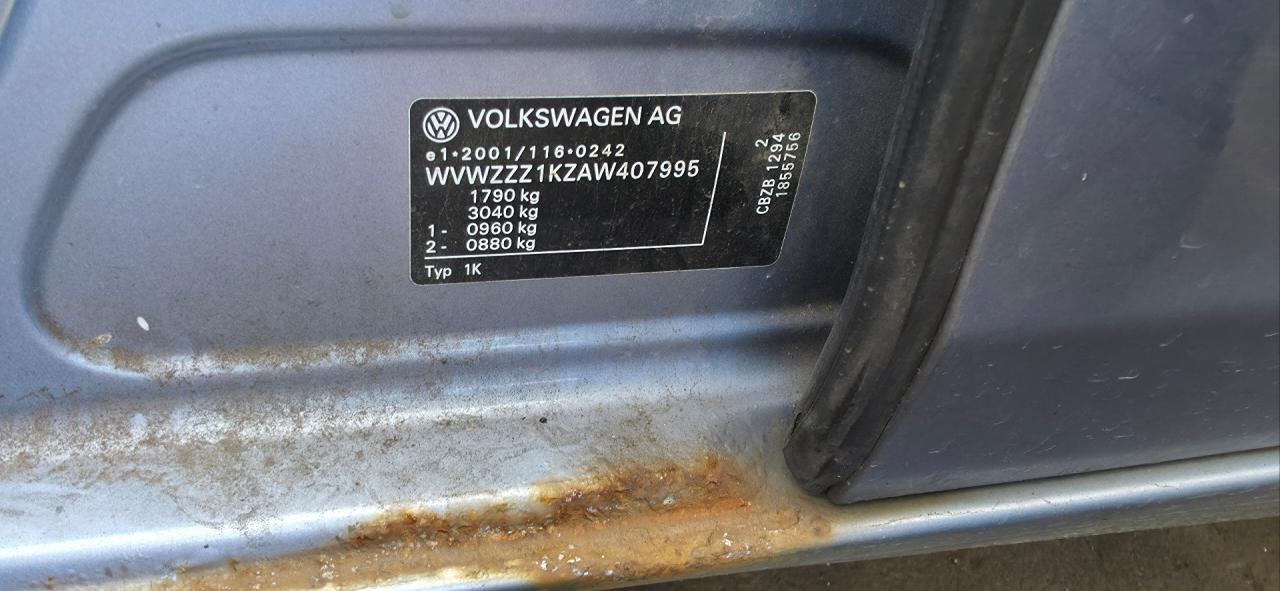 VOLKSWAGEN AG
e1*2001/116*0242
WVWZZZ1KZAW407995
1790 kg
3040 kg
1- 0960 kg
2- 0880 kg
Typ 1K
2.
CBZB 1294
1855756